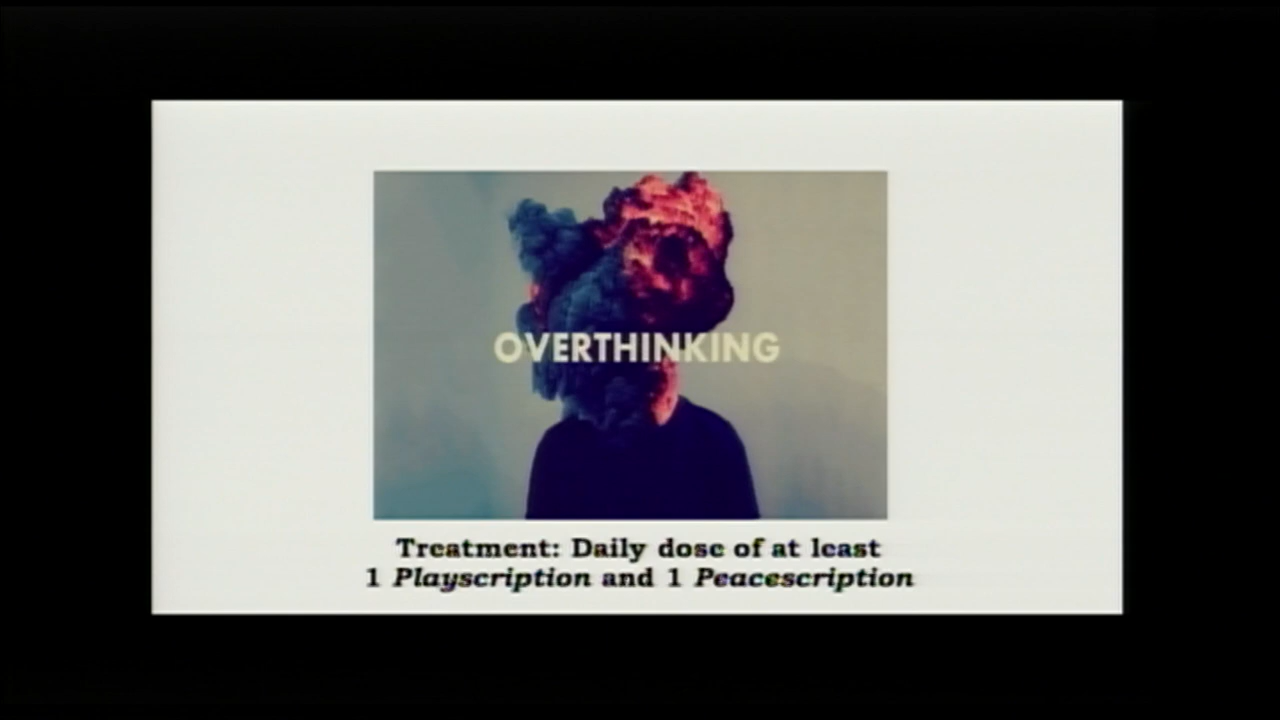 OVERTHINKING
Treatment: Daily dose of at least
1 Playscription and 1 Peacescription